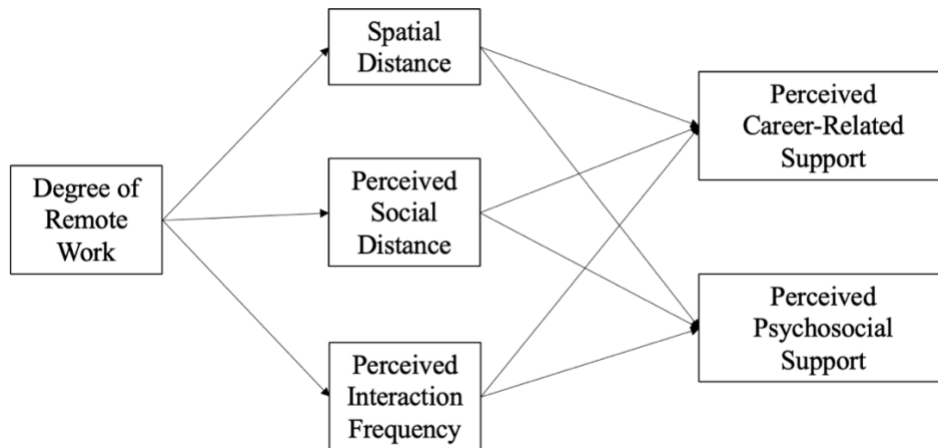 Degree of
Remote
Work
Spatial
Distance
Perceived
Social
Distance
Perceived
Interaction
Frequency
Perceived
Career-Related
Support
Perceived
Psychosocial
Support